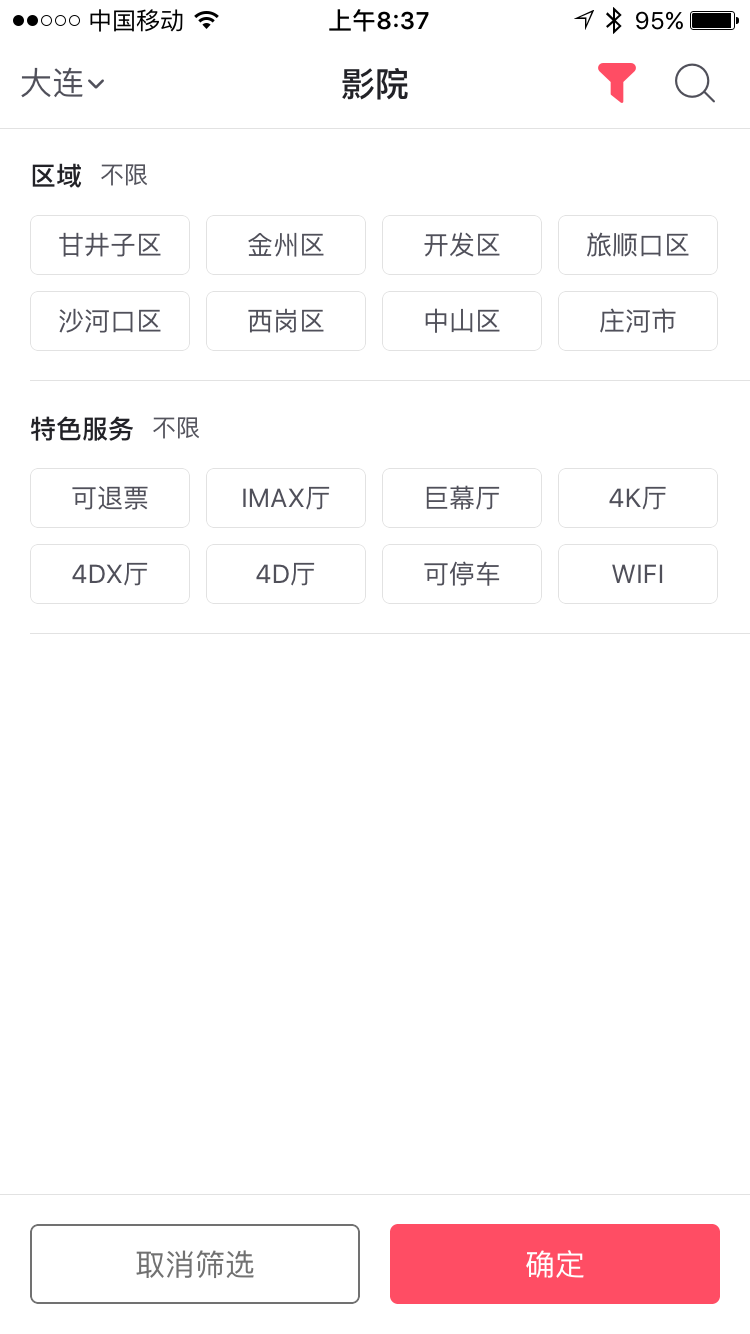 中国移动 上午8:37 95%
大连 影院
区域 不限
甘井子区 金州区 开发区 旅顺口区
沙河口区 西岗区 中山区 庄河市
特色服务 不限
可退票 IMAX厅 巨幕厅 4K厅
4DX厅 4D厅 可停车 WIFI
取消筛选 确定